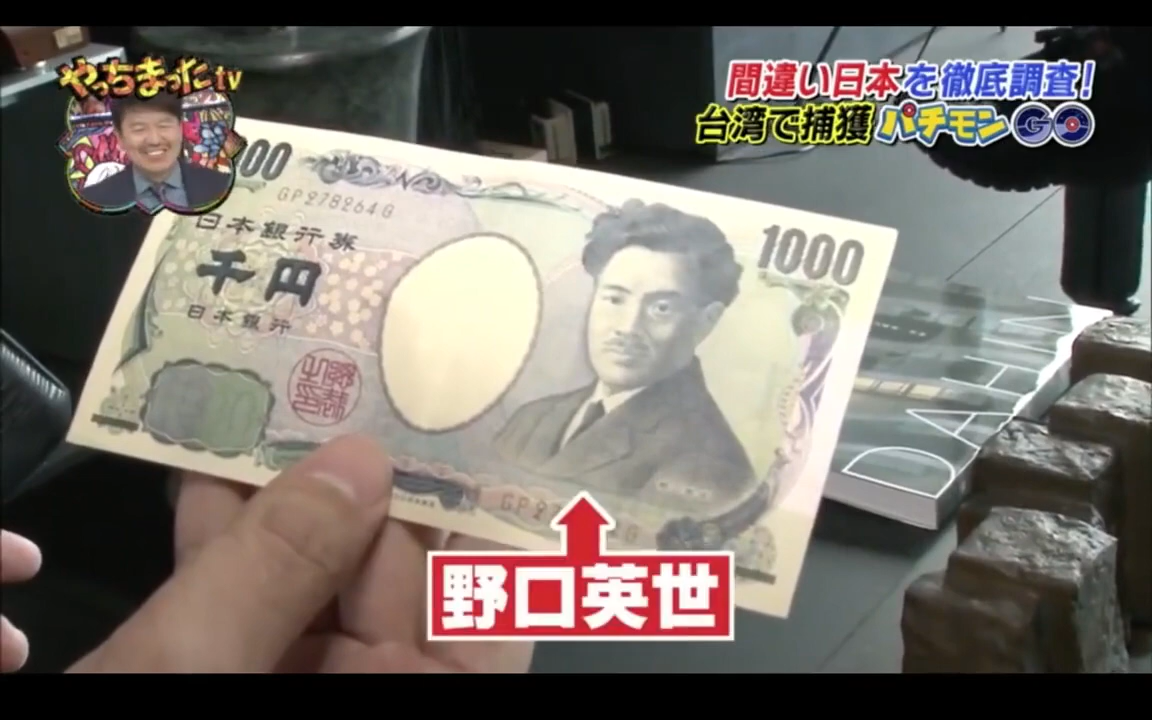 やっちまったtv
間違い日本を徹底調査!
台湾で捕獲 パチモンGO
00
GP278264G
日本銀行券
千円
日本銀行
1000
GP27
G
野口英世